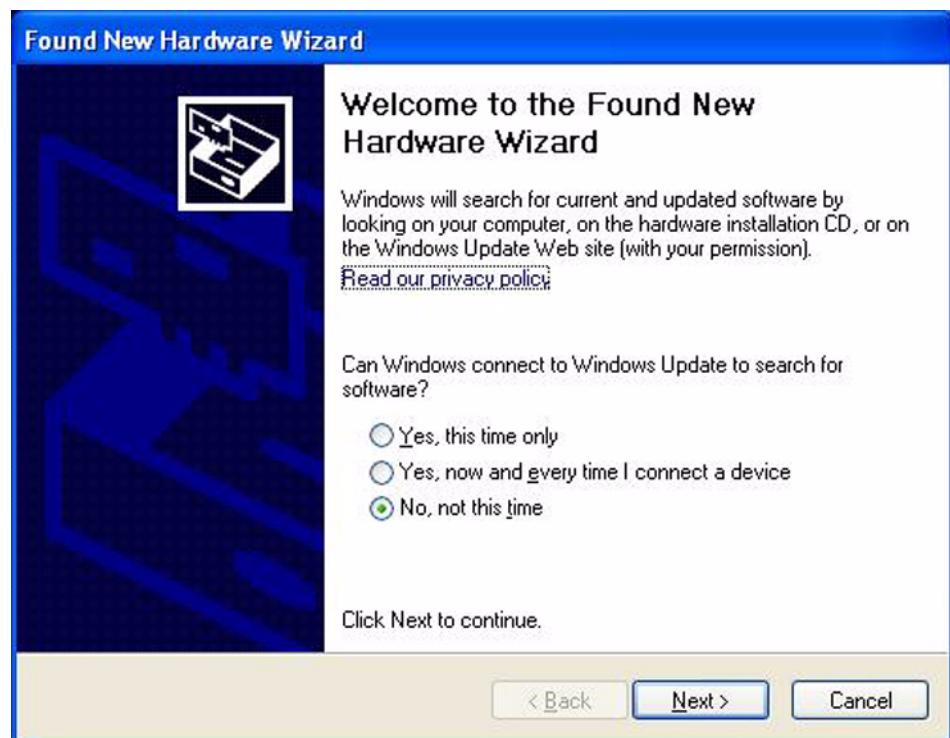 Found New Hardware Wizard
Welcome to the Found New
Hardware Wizard
Windows will search for current and updated software by
looking on your computer, on the hardware installation CD, or on
the Windows Update Web site (with your permission).
Read our privacy policy
Can Windows connect to Windows Update to search for
software?
Yes, this time only
Yes, now and every time I connect a device
No, not this time
Click Next to continue.
< Back
Next >
Cancel